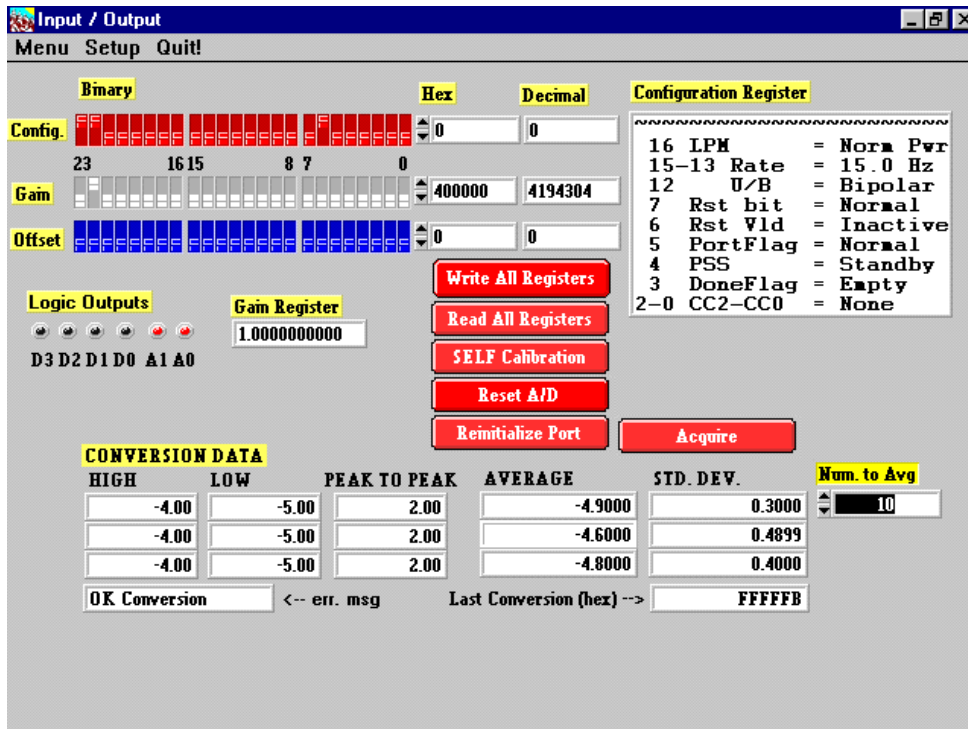 Input / Output
Menu Setup Quit!
Binary Hex Decimal Configuration Register
Config. 0 0
23 16 15 8 7 0
Gain 400000 4194304
Offset 0 0
~~~~~~~~~~~~~~~~~~~~~~~
16 LPM = Norm Pwr
15-13 Rate = 15.0 Hz
12 U/B = Bipolar
7 Rst bit = Normal
6 Rst Vld = Inactive
5 PortFlag = Normal
4 PSS = Standby
3 DoneFlag = Empty
2-0 CC2-CC0 = None
Write All Registers
Read All Registers
SELF Calibration
Reset A/D
Reinitialize Port
Acquire
Logic Outputs
D3 D2 D1 D0 A1 A0
Gain Register
1.0000000000
CONVERSION DATA
HIGH LOW PEAK TO PEAK AVERAGE STD. DEV. Num. to Avg
-4.00 -5.00 2.00 -4.9000 0.3000 10
-4.00 -5.00 2.00 -4.6000 0.4899
-4.00 -5.00 2.00 -4.8000 0.4000
OK Conversion <-- err. msg Last Conversion (hex) --> FFFFFB